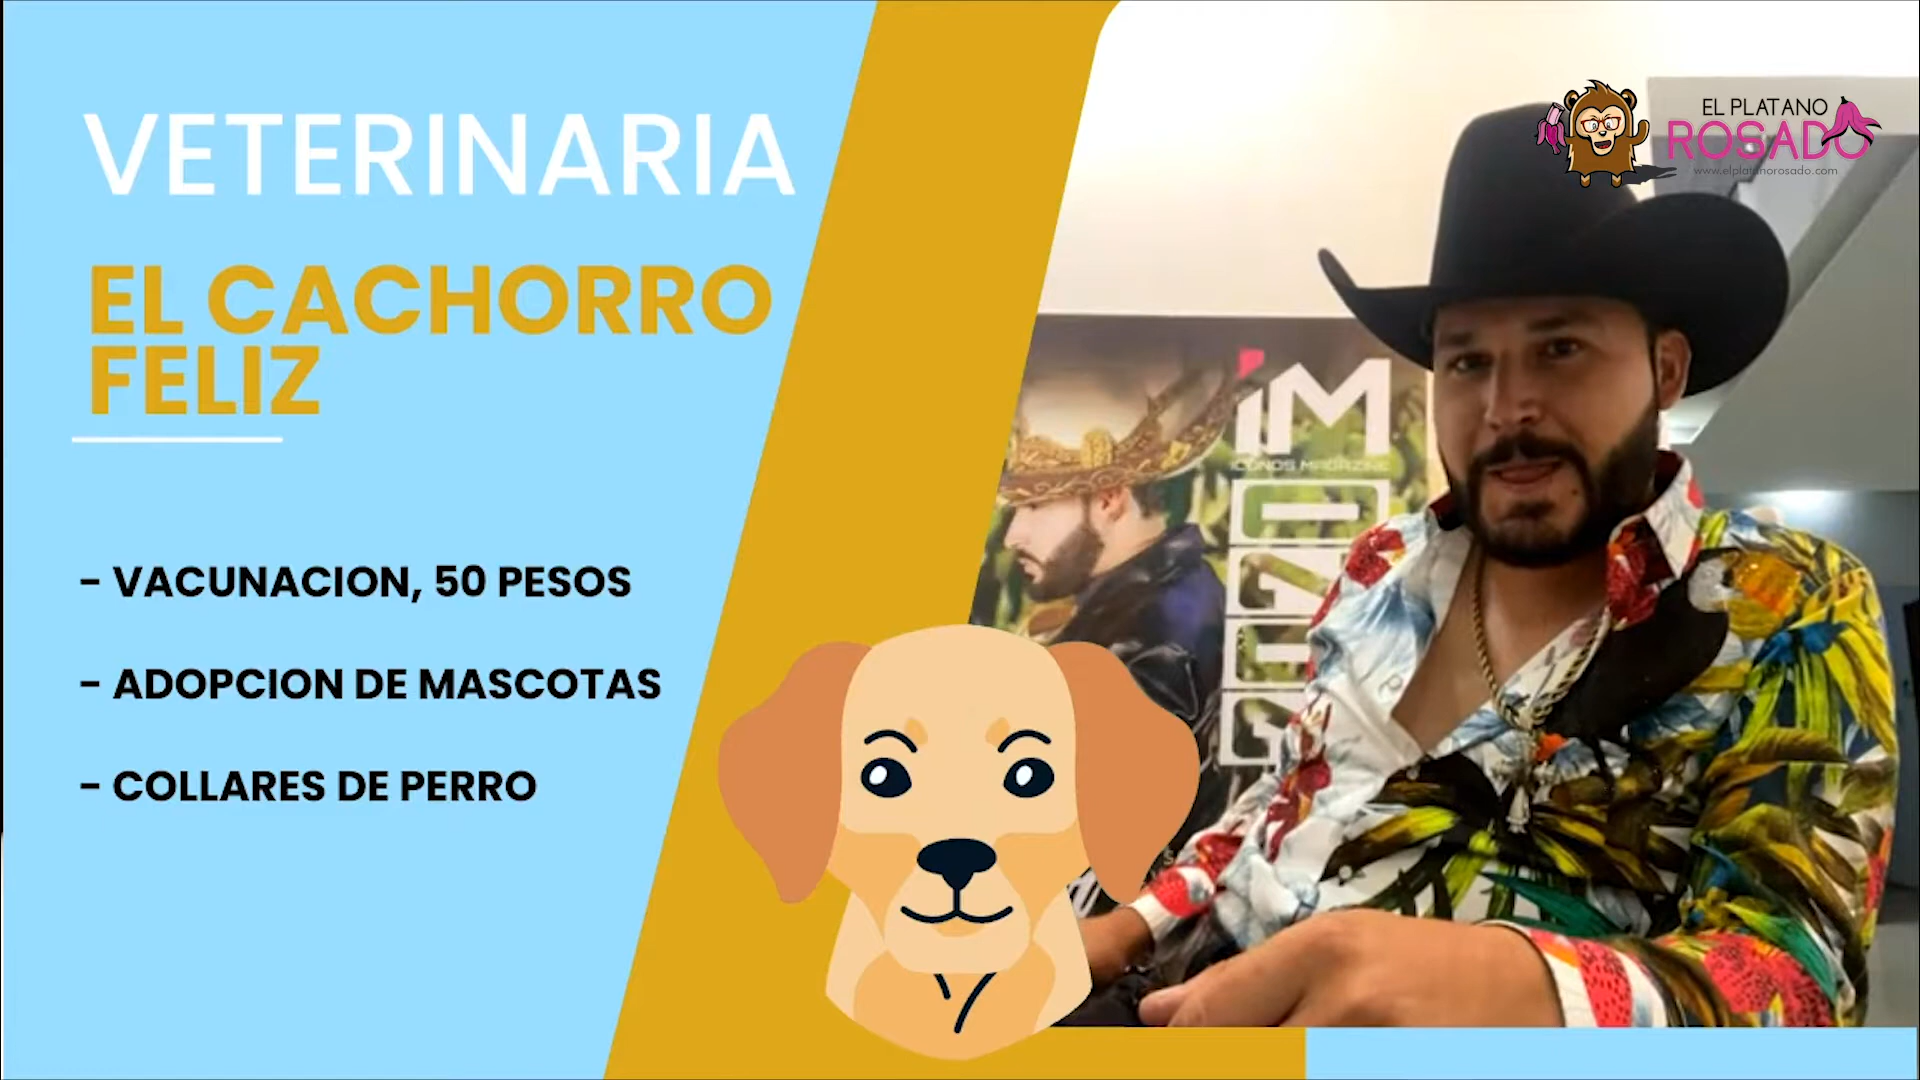 VETERINARIA
EL CACHORRO
FELIZ
- VACUNACION, 50 PESOS
- ADOPCION DE MASCOTAS
- COLLARES DE PERRO
EL PLATANO
ROSADO
www.elplatanorosado.com
iM
ICONOS MAGAZINE